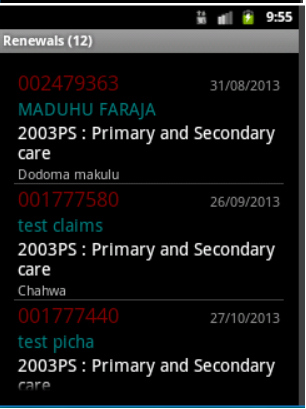 9:55
Renewals (12)
002479363 31/08/2013
MADUHU FARAJA
2003PS : Primary and Secondary
care
Dodoma makulu
001777580 26/09/2013
test claims
2003PS : Primary and Secondary
care
Chahwa
001777440 27/10/2013
test picha
2003PS : Primary and Secondary
care